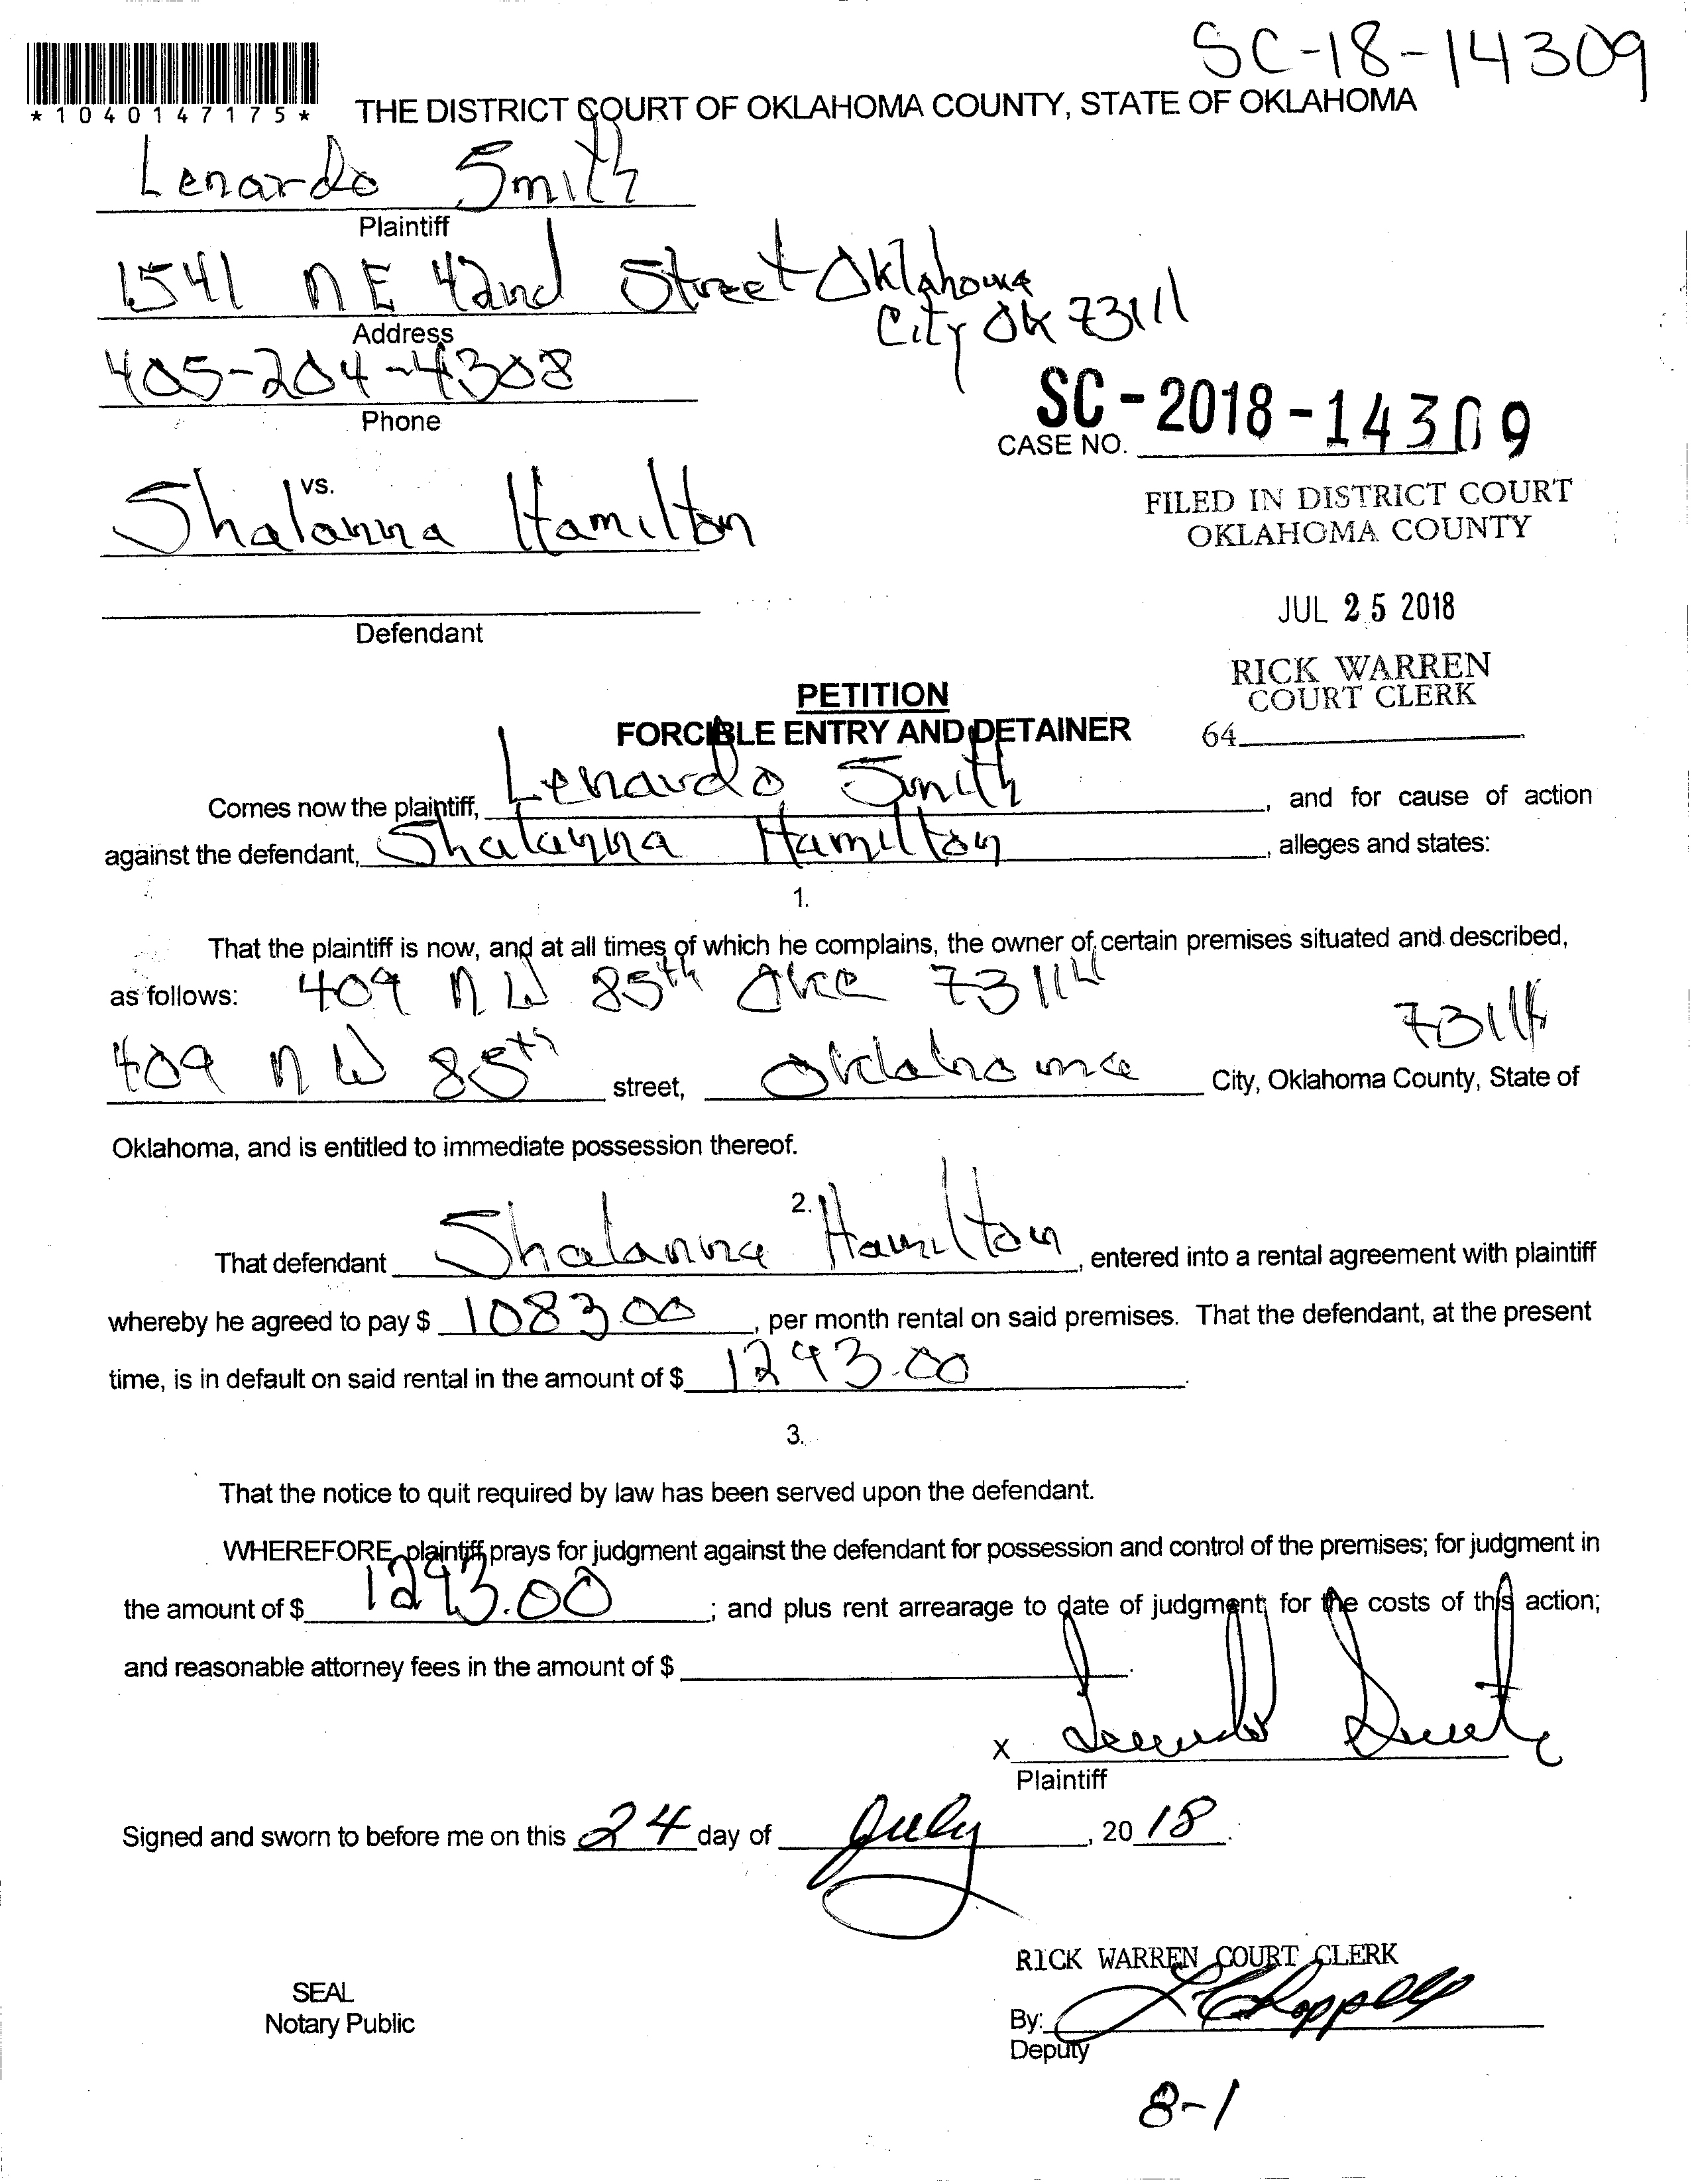 SC-18-14309
*1040147175*
THE DISTRICT COURT OF OKLAHOMA COUNTY, STATE OF OKLAHOMA
Lenardo Smith
Plaintiff
1541 NE 42nd Street Oklahoma
City Ok 73111
Address
405-204-4308
Phone
SC-2018-14309
CASE NO.
vs.
Shalanna Hamilton
FILED IN DISTRICT COURT
OKLAHOMA COUNTY
JUL 25 2018
Defendant
RICK WARREN
COURT CLERK
64
PETITION
FORCIBLE ENTRY AND DETAINER
Comes now the plaintiff, Lenardo Smith, and for cause of action
against the defendant, Shalanna Hamilton, alleges and states:
1.
That the plaintiff is now, and at all times of which he complains, the owner of certain premises situated and described,
as follows: 409 NW 85th 73114
73114
409 NW 85th street, Oklahoma City, Oklahoma County, State of
Oklahoma, and is entitled to immediate possession thereof.
2.
That defendant Shalanna Hamilton, entered into a rental agreement with plaintiff
whereby he agreed to pay $ 1083.00, per month rental on said premises. That the defendant, at the present
time, is in default on said rental in the amount of $ 1293.00.
3.
That the notice to quit required by law has been served upon the defendant.
WHEREFORE, plaintiff prays for judgment against the defendant for possession and control of the premises; for judgment in
the amount of $ 1293.00; and plus rent arrearage to date of judgment; for the costs of this action;
and reasonable attorney fees in the amount of $ .
X Lenardo Smith
Plaintiff
Signed and sworn to before me on this 24 day of July, 2018.
RICK WARREN COURT CLERK
SEAL
Notary Public
By:
Deputy
8-1